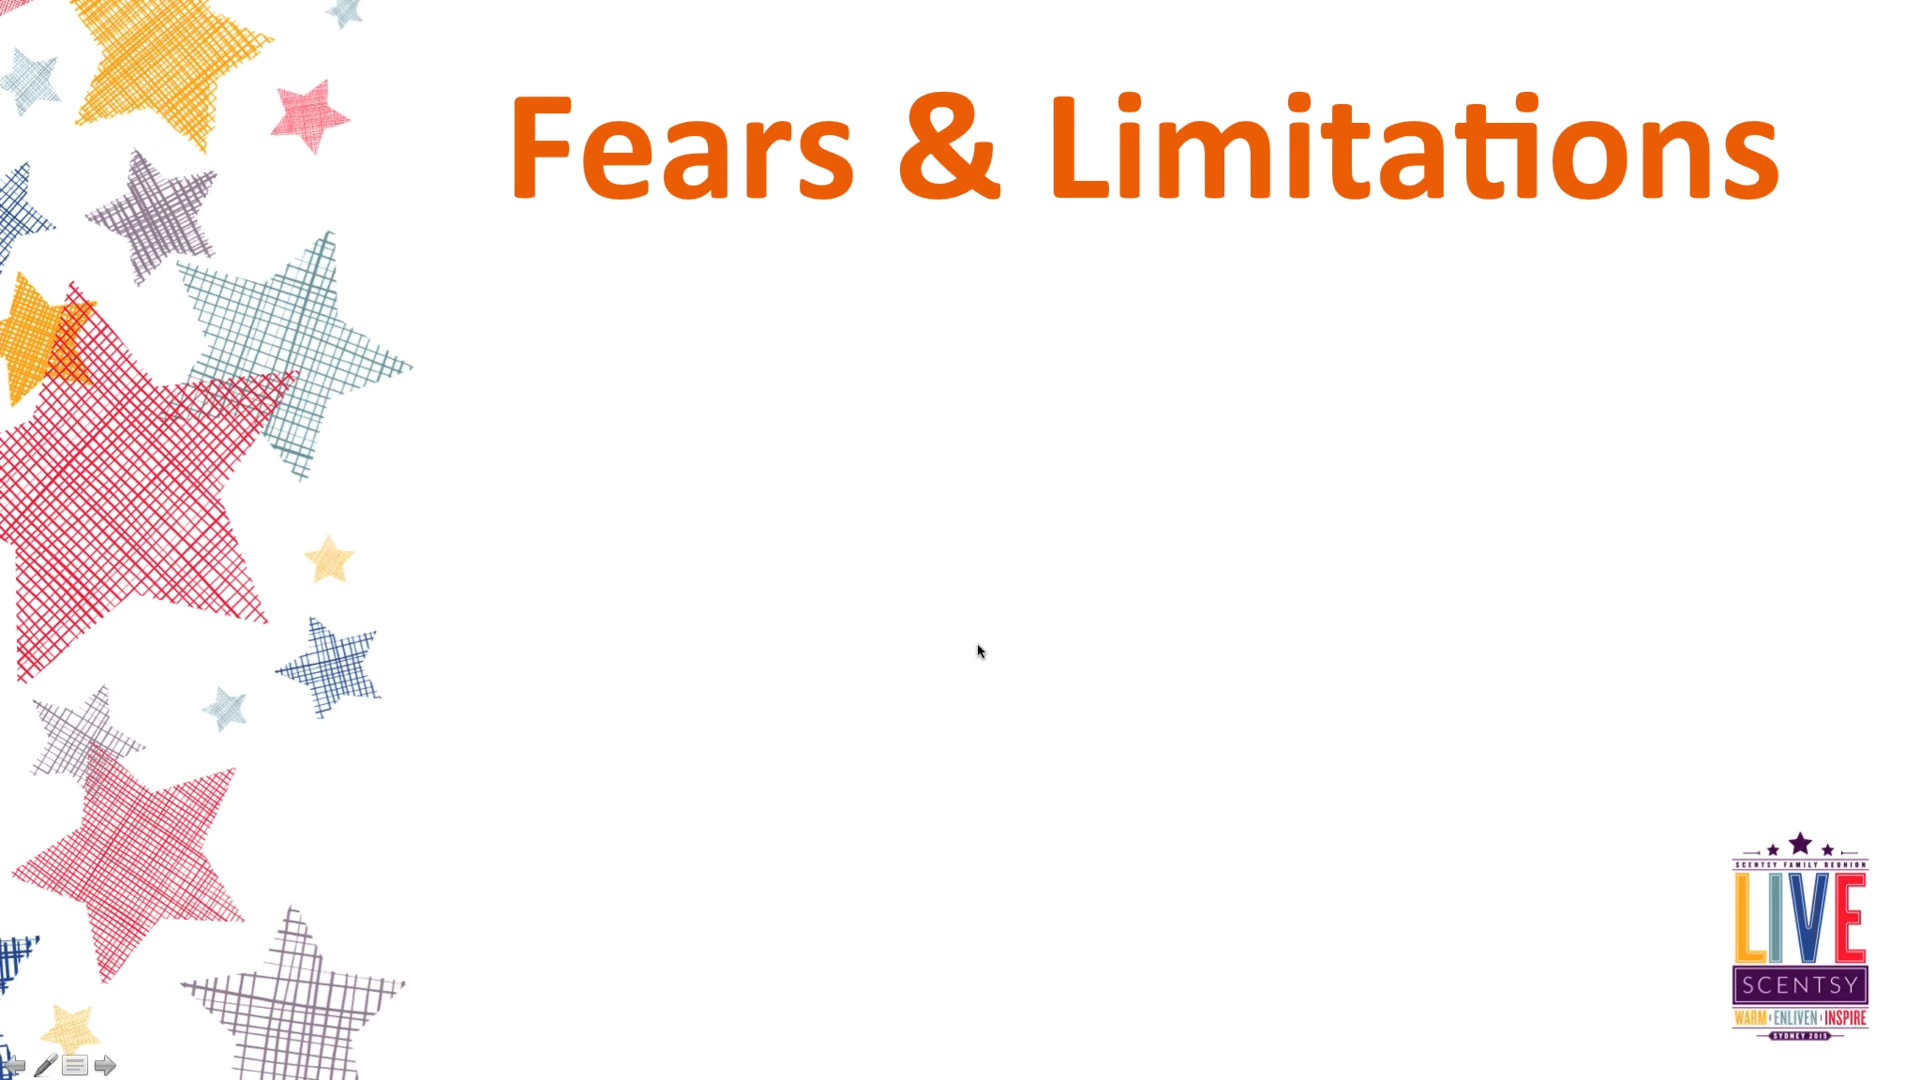 Fears & Limitations
SCENTSY FAMILY REUNION
LIVE
SCENTSY
WARM ENLIVEN INSPIRE
SYDNEY 2015